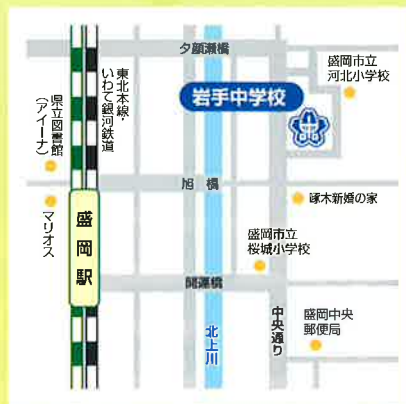 夕顔瀬橋
盛岡市立
河北小学校
東北本線・
いわて銀河鉄道
岩手中学校
県立図書館
（アイーナ）
旭橋
啄木新婚の家
マリオス
盛岡駅
盛岡市立
桜城小学校
開運橋
中央通り
北上川
盛岡中央
郵便局